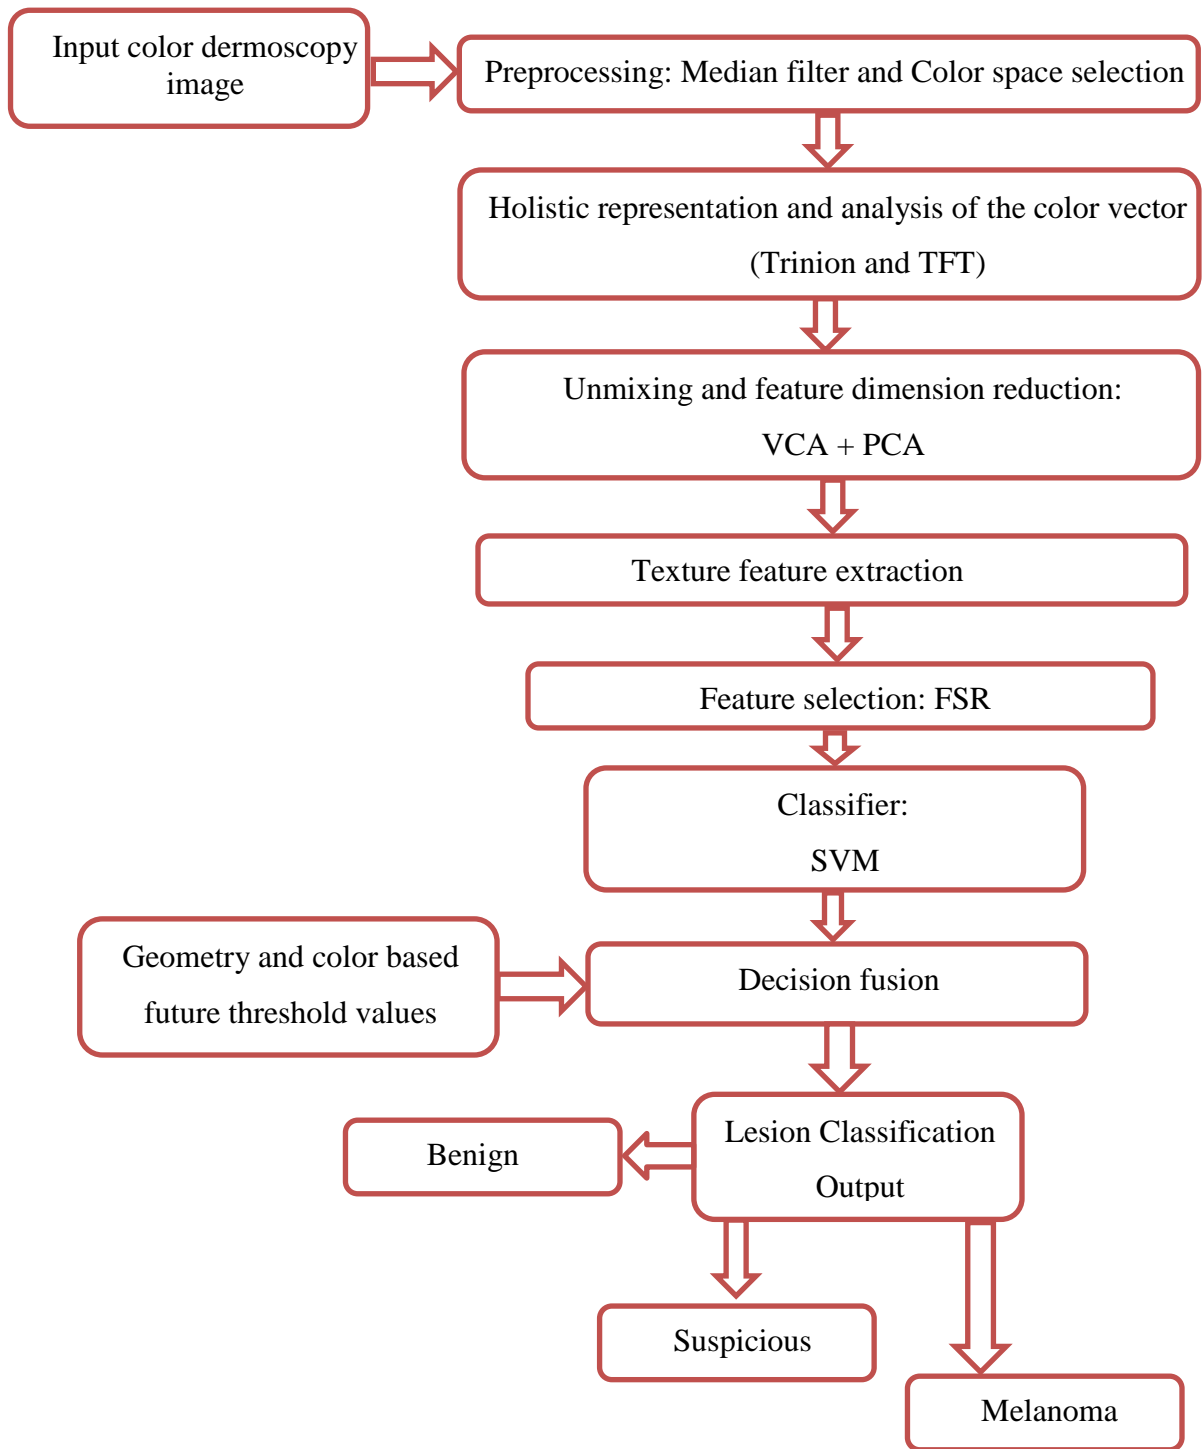 Input color dermoscopy
image
Preprocessing: Median filter and Color space selection
Holistic representation and analysis of the color vector
(Trinion and TFT)
Unmixing and feature dimension reduction:
VCA + PCA
Texture feature extraction
Feature selection: FSR
Classifier:
SVM
Geometry and color based
future threshold values
Decision fusion
Lesion Classification
Output
Benign
Suspicious
Melanoma